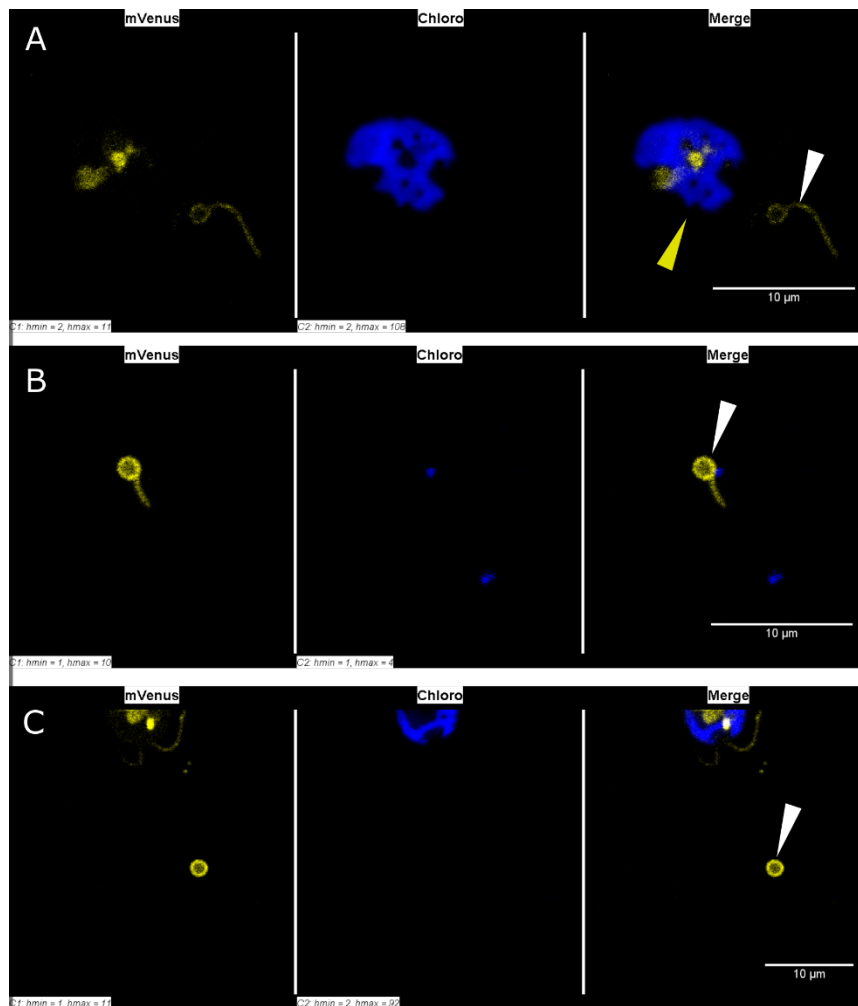 mVenus Chloro Merge
A
10 µm
C1: hmin = 2, hmax = 11 C2: hmin = 2, hmax = 108
mVenus Chloro Merge
B
10 µm
C1: hmin = 1, hmax = 10 C2: hmin = 1, hmax = 4
mVenus Chloro Merge
C
10 µm
C1: hmin = 1, hmax = 11 C2: hmin = 2, hmax = 92